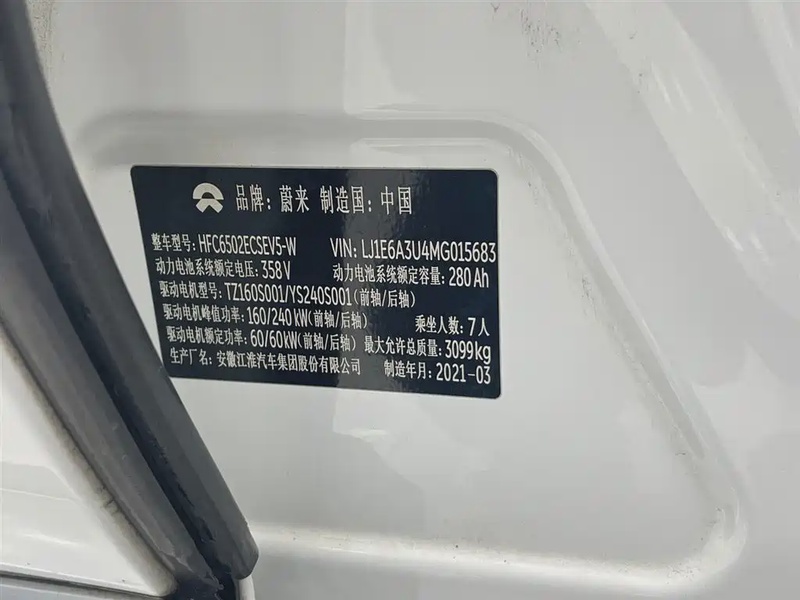 品牌：蔚来 制造国：中国
整车型号：HFC6502ECSEV5-W VIN：LJ1E6A3U4MG015683
动力电池系统额定电压：358V 动力电池系统额定容量：280Ah
驱动电机型号：TZ160S001/YS240S001(前轴/后轴)
驱动电机峰值功率：160/240kW(前轴/后轴) 乘坐人数：7人
驱动电机额定功率：60/60kW(前轴/后轴) 最大允许总质量：3099kg
生产厂名：安徽江淮汽车集团股份有限公司 制造年月：2021-03